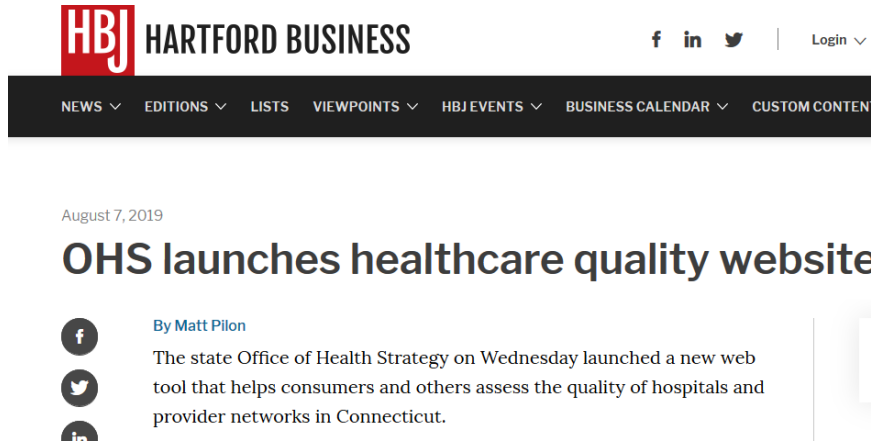 HBJ HARTFORD BUSINESS
Login
NEWS EDITIONS LISTS VIEWPOINTS HBJ EVENTS BUSINESS CALENDAR CUSTOM CONTENT
August 7, 2019
OHS launches healthcare quality website
By Matt Pilon
The state Office of Health Strategy on Wednesday launched a new web
tool that helps consumers and others assess the quality of hospitals and
provider networks in Connecticut.